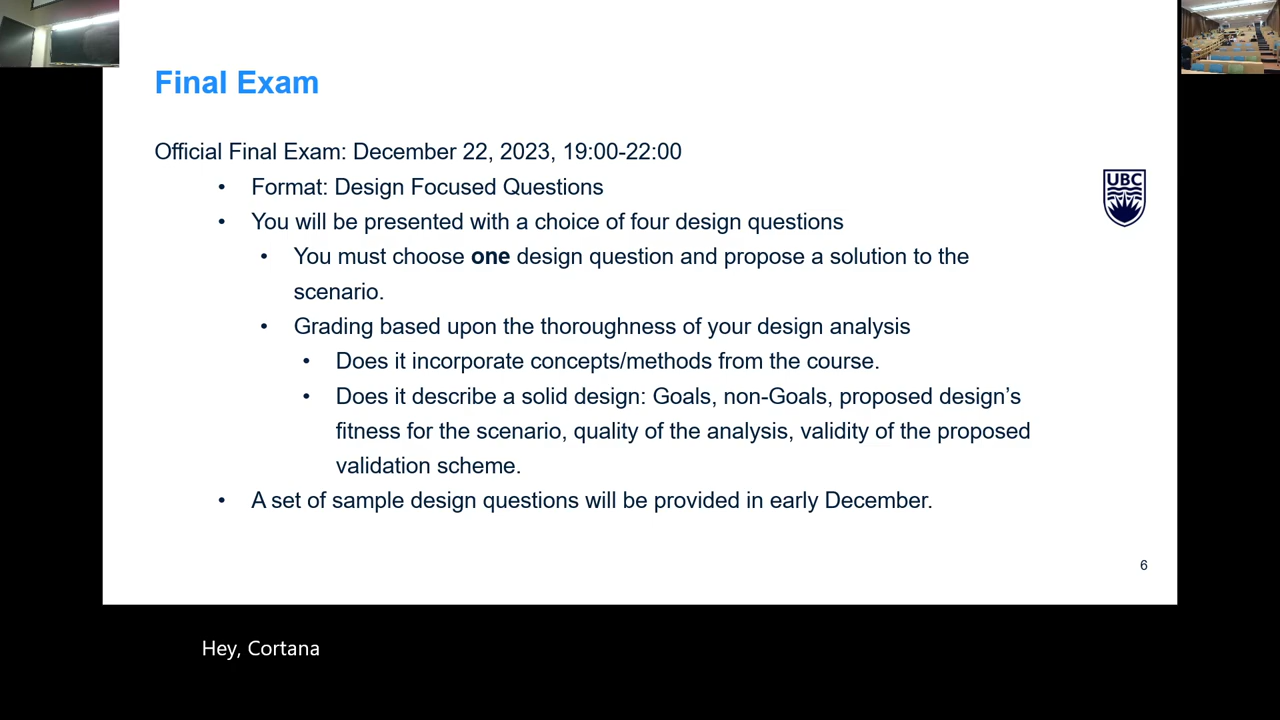 Final Exam
Official Final Exam: December 22, 2023, 19:00-22:00
• Format: Design Focused Questions
• You will be presented with a choice of four design questions
• You must choose one design question and propose a solution to the
scenario.
• Grading based upon the thoroughness of your design analysis
• Does it incorporate concepts/methods from the course.
• Does it describe a solid design: Goals, non-Goals, proposed design’s
fitness for the scenario, quality of the analysis, validity of the proposed
validation scheme.
• A set of sample design questions will be provided in early December.
UBC
6
Hey, Cortana